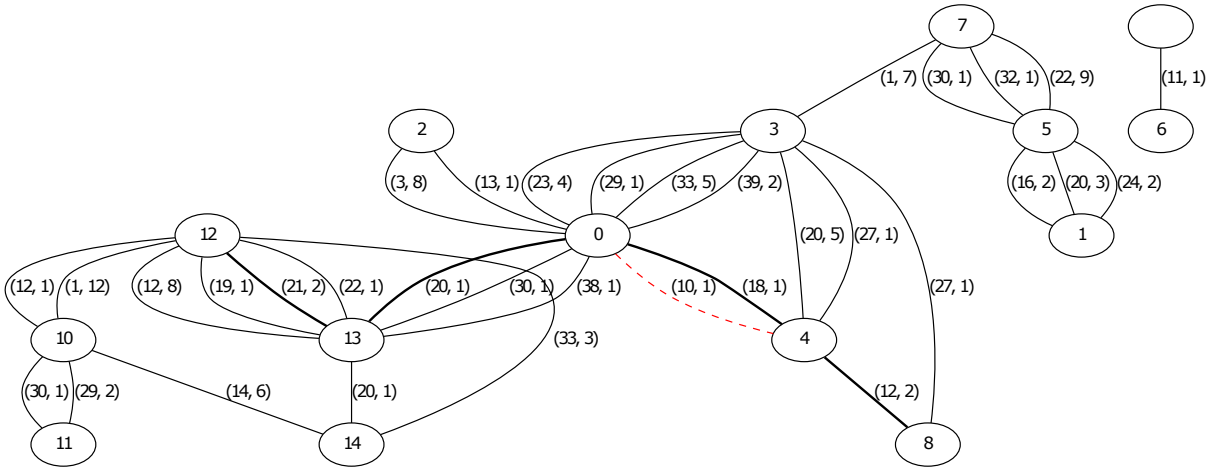 7
(1, 7) (30, 1) (32, 1) (22, 9) (11, 1)
2 3 5 6
(3, 8) (13, 1) (23, 4) (29, 1) (33, 5) (39, 2) (16, 2) (20, 3) (24, 2)
12 0 (20, 5) (27, 1) 1
(12, 1) (1, 12) (12, 8) (19, 1) (21, 2) (22, 1) (20, 1) (30, 1) (38, 1) (10, 1) (18, 1) (27, 1)
10 13 (33, 3) 4
(30, 1) (29, 2) (14, 6) (20, 1) (12, 2)
11 14 8